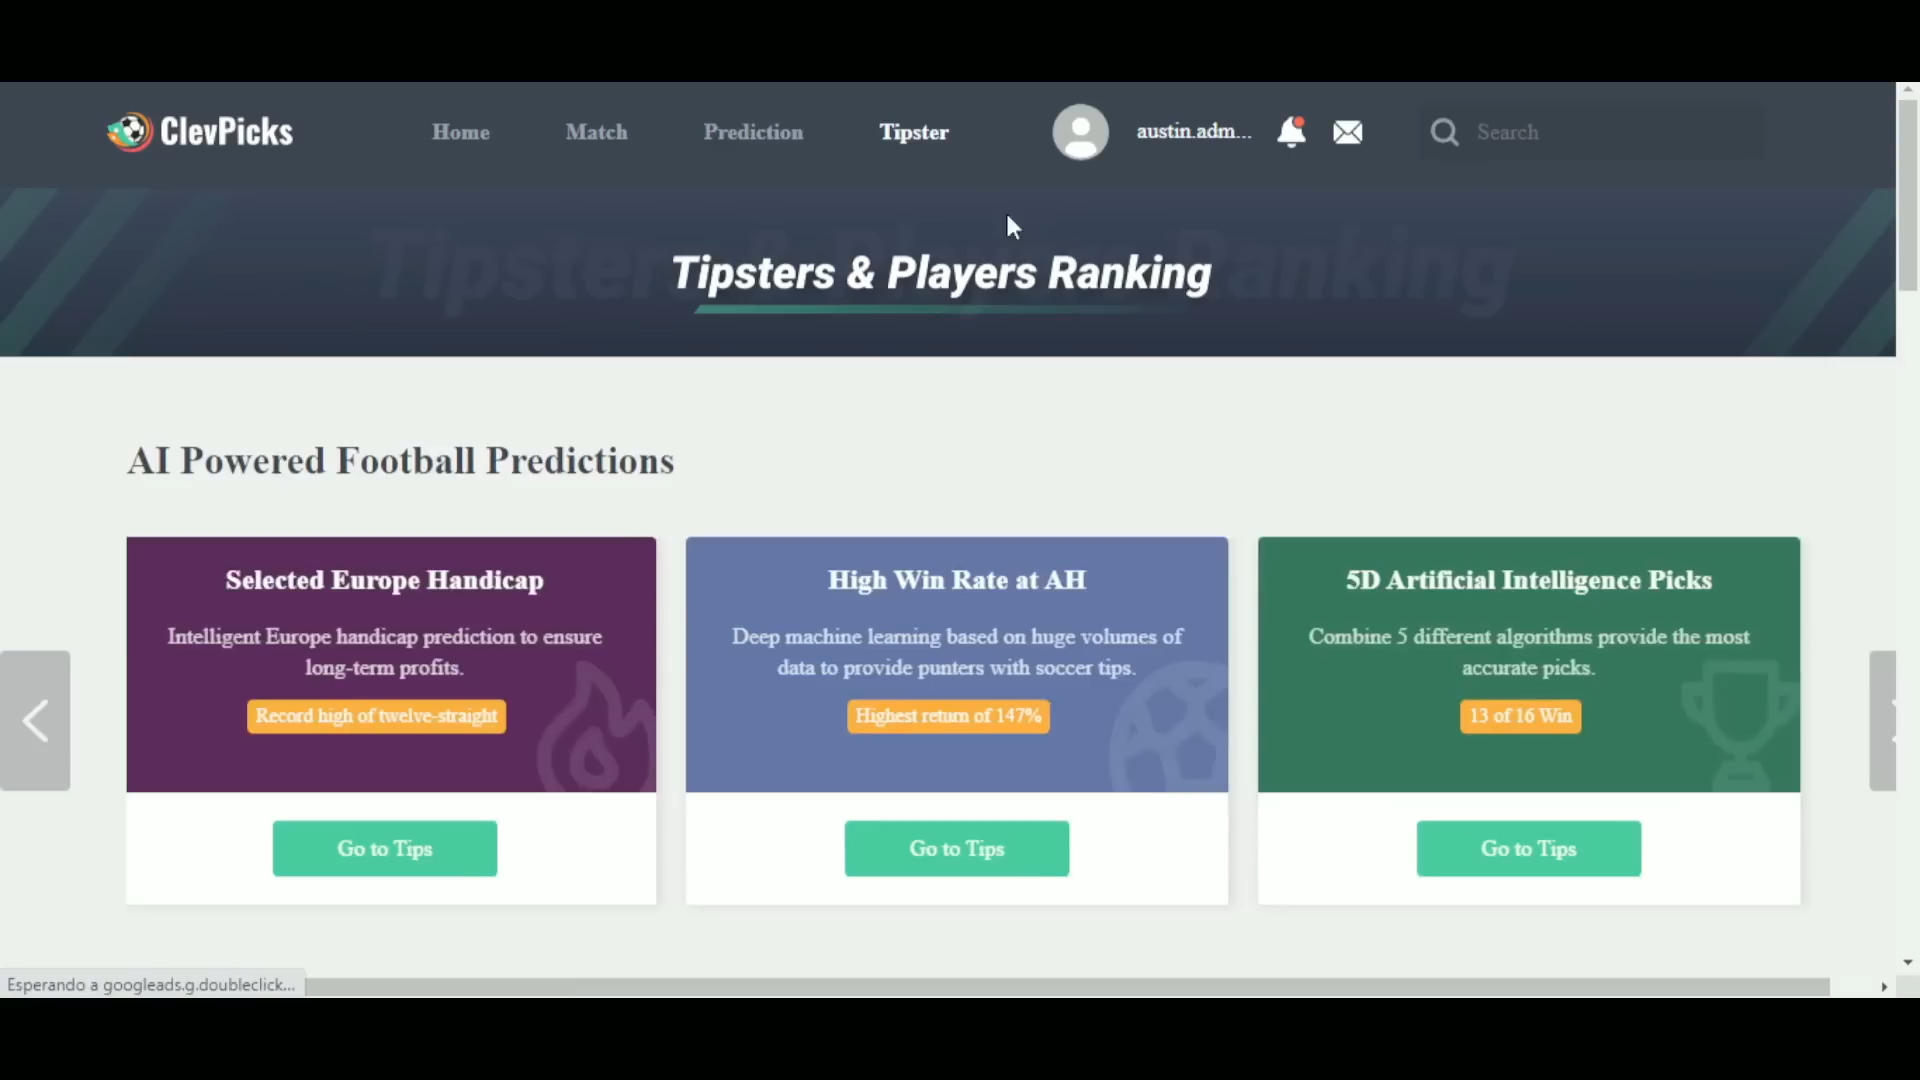 ClevPicks
Home
Match
Prediction
Tipster
austin.adm...
Search
Tipsters & Players Ranking
Tipsters & Players Ranking
AI Powered Football Predictions
Selected Europe Handicap
Intelligent Europe handicap prediction to ensure
long-term profits.
Record high of twelve-straight
Go to Tips
High Win Rate at AH
Deep machine learning based on huge volumes of
data to provide punters with soccer tips.
Highest return of 147%
Go to Tips
5D Artificial Intelligence Picks
Combine 5 different algorithms provide the most
accurate picks.
13 of 16 Win
Go to Tips
Esperando a googleads.g.doubleclick...